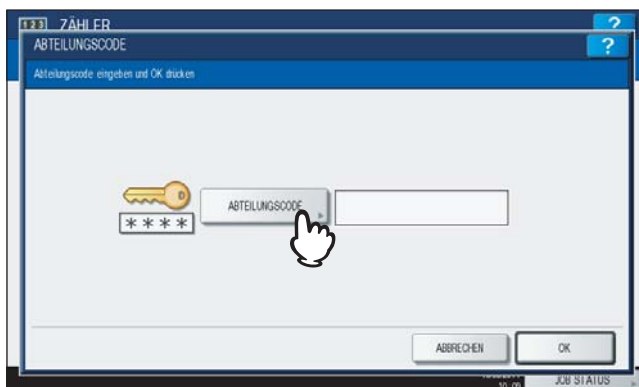 123 ZÄHLER ?
ABTEILUNGSCODE ?
Abteilungscode eingeben und OK drücken
ABTEILUNGSCODE
****
ABBRECHEN OK
JOB STATUS